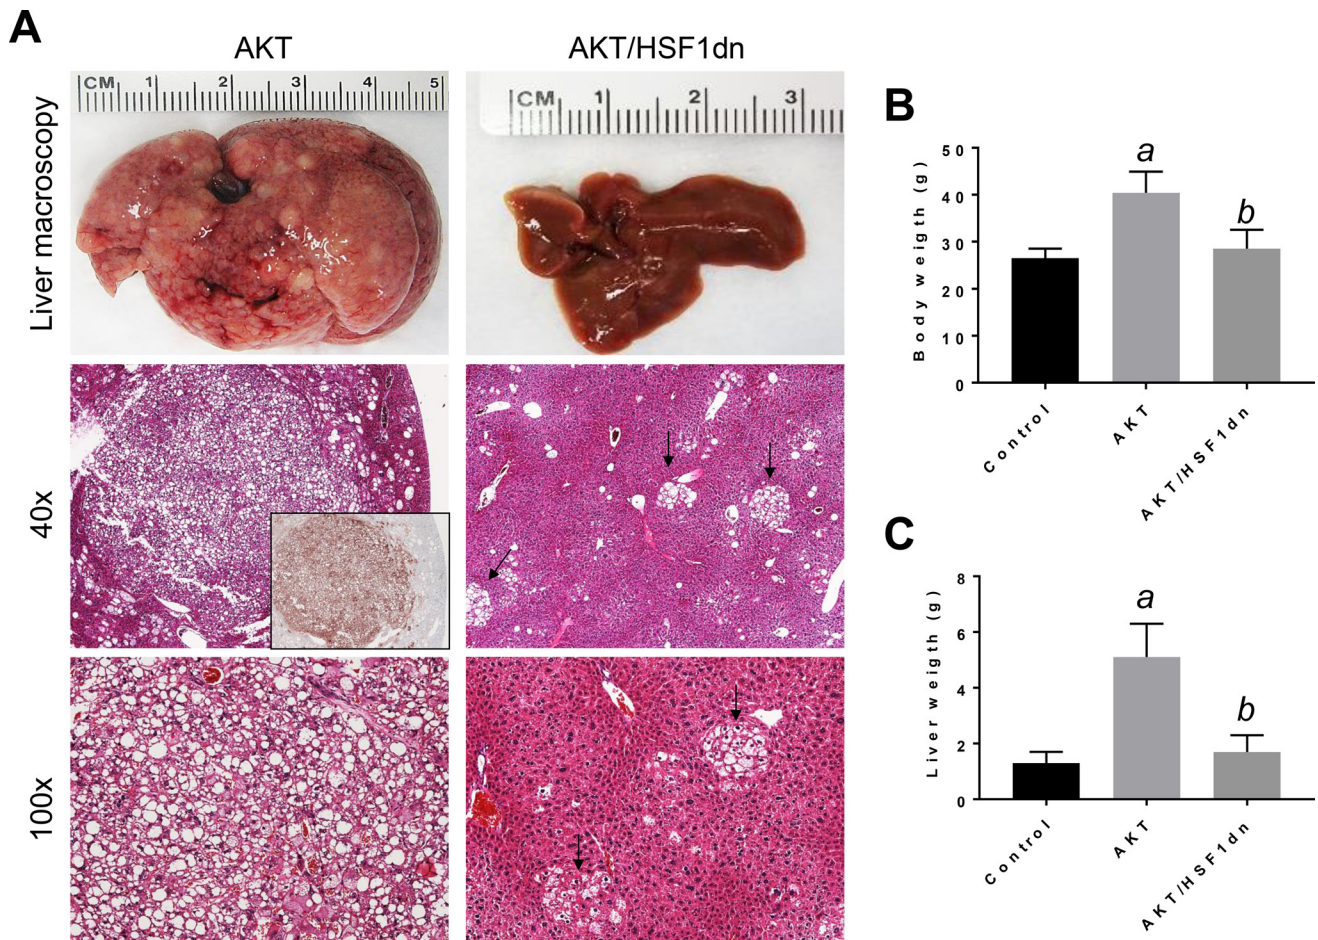 A
AKT
AKT/HSF1dn
Liver macroscopy
CM 1 2 3 4 5
CM 1 2 3
40x
100x
B
Body weigth (g)
50
40
30
20
10
0
a
b
Control
AKT
AKT/HSF1dn
C
Liver weigth (g)
8
6
4
2
0
a
b
Control
AKT
AKT/HSF1dn